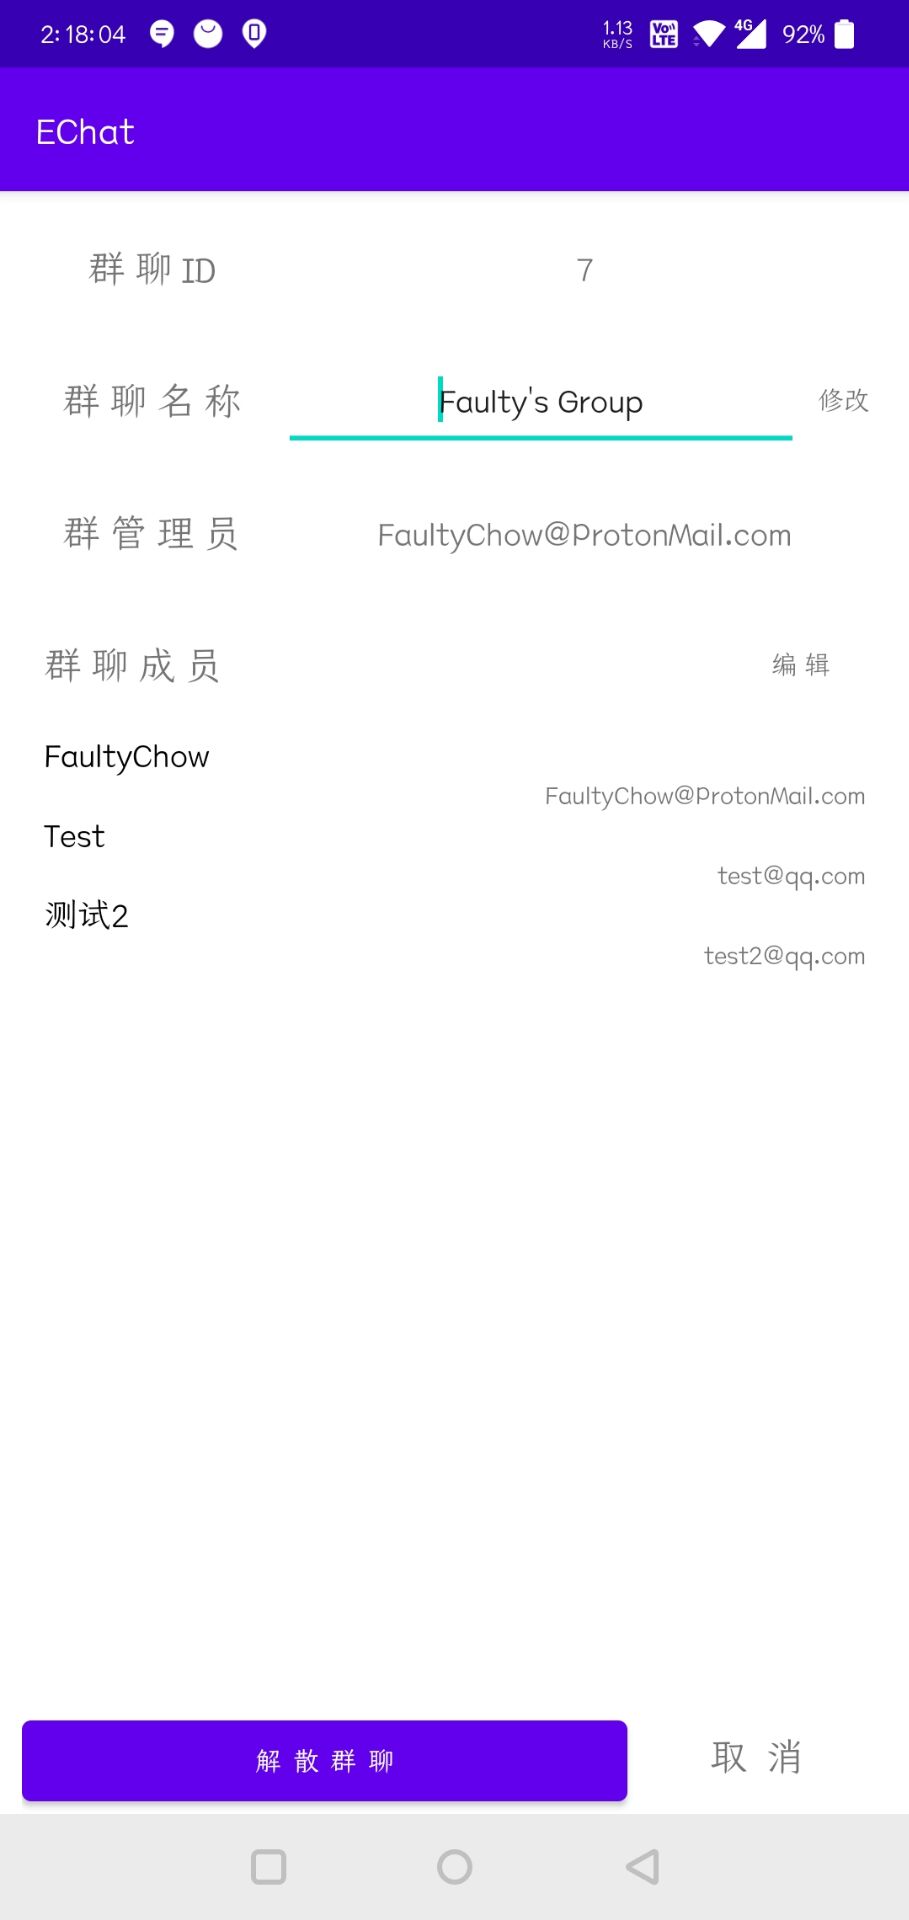 2:18:04 1.13 KB/S VoLTE 4G 92%
EChat
群聊ID 7
群聊名称 Faulty's Group 修改
群管理员 FaultyChow@ProtonMail.com
群聊成员 编辑
FaultyChow
FaultyChow@ProtonMail.com
Test
test@qq.com
测试2
test2@qq.com
解散群聊 取消